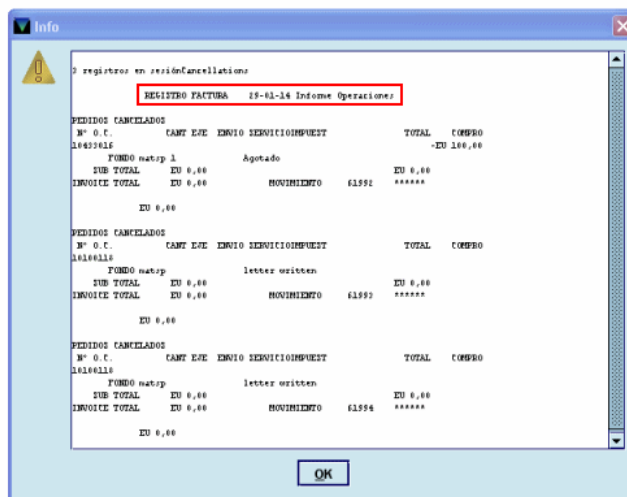 Info
3 registros en sesiónCancellations
REGISTRO FACTURA 29-01-14 Informe Operaciones
PEDIDOS CANCELADOS
Nº O.C. CANT EJE ENVIO SERVICIOIMPUEST TOTAL COMPRO
-EU 100,00
FONDO matsp 1 Agotado
SUB TOTAL EU 0,00 EU 0,00
INVOICE TOTAL EU 0,00 MOVIMIENTO 61992 ******
EU 0,00
PEDIDOS CANCELADOS
Nº O.C. CANT EJE ENVIO SERVICIOIMPUEST TOTAL COMPRO
10100118
FONDO matsp letter written
SUB TOTAL EU 0,00 EU 0,00
INVOICE TOTAL EU 0,00 MOVIMIENTO 61993 ******
EU 0,00
PEDIDOS CANCELADOS
Nº O.C. CANT EJE ENVIO SERVICIOIMPUEST TOTAL COMPRO
10100118
FONDO matsp letter written
SUB TOTAL EU 0,00 EU 0,00
INVOICE TOTAL EU 0,00 MOVIMIENTO 61994 ******
EU 0,00
OK